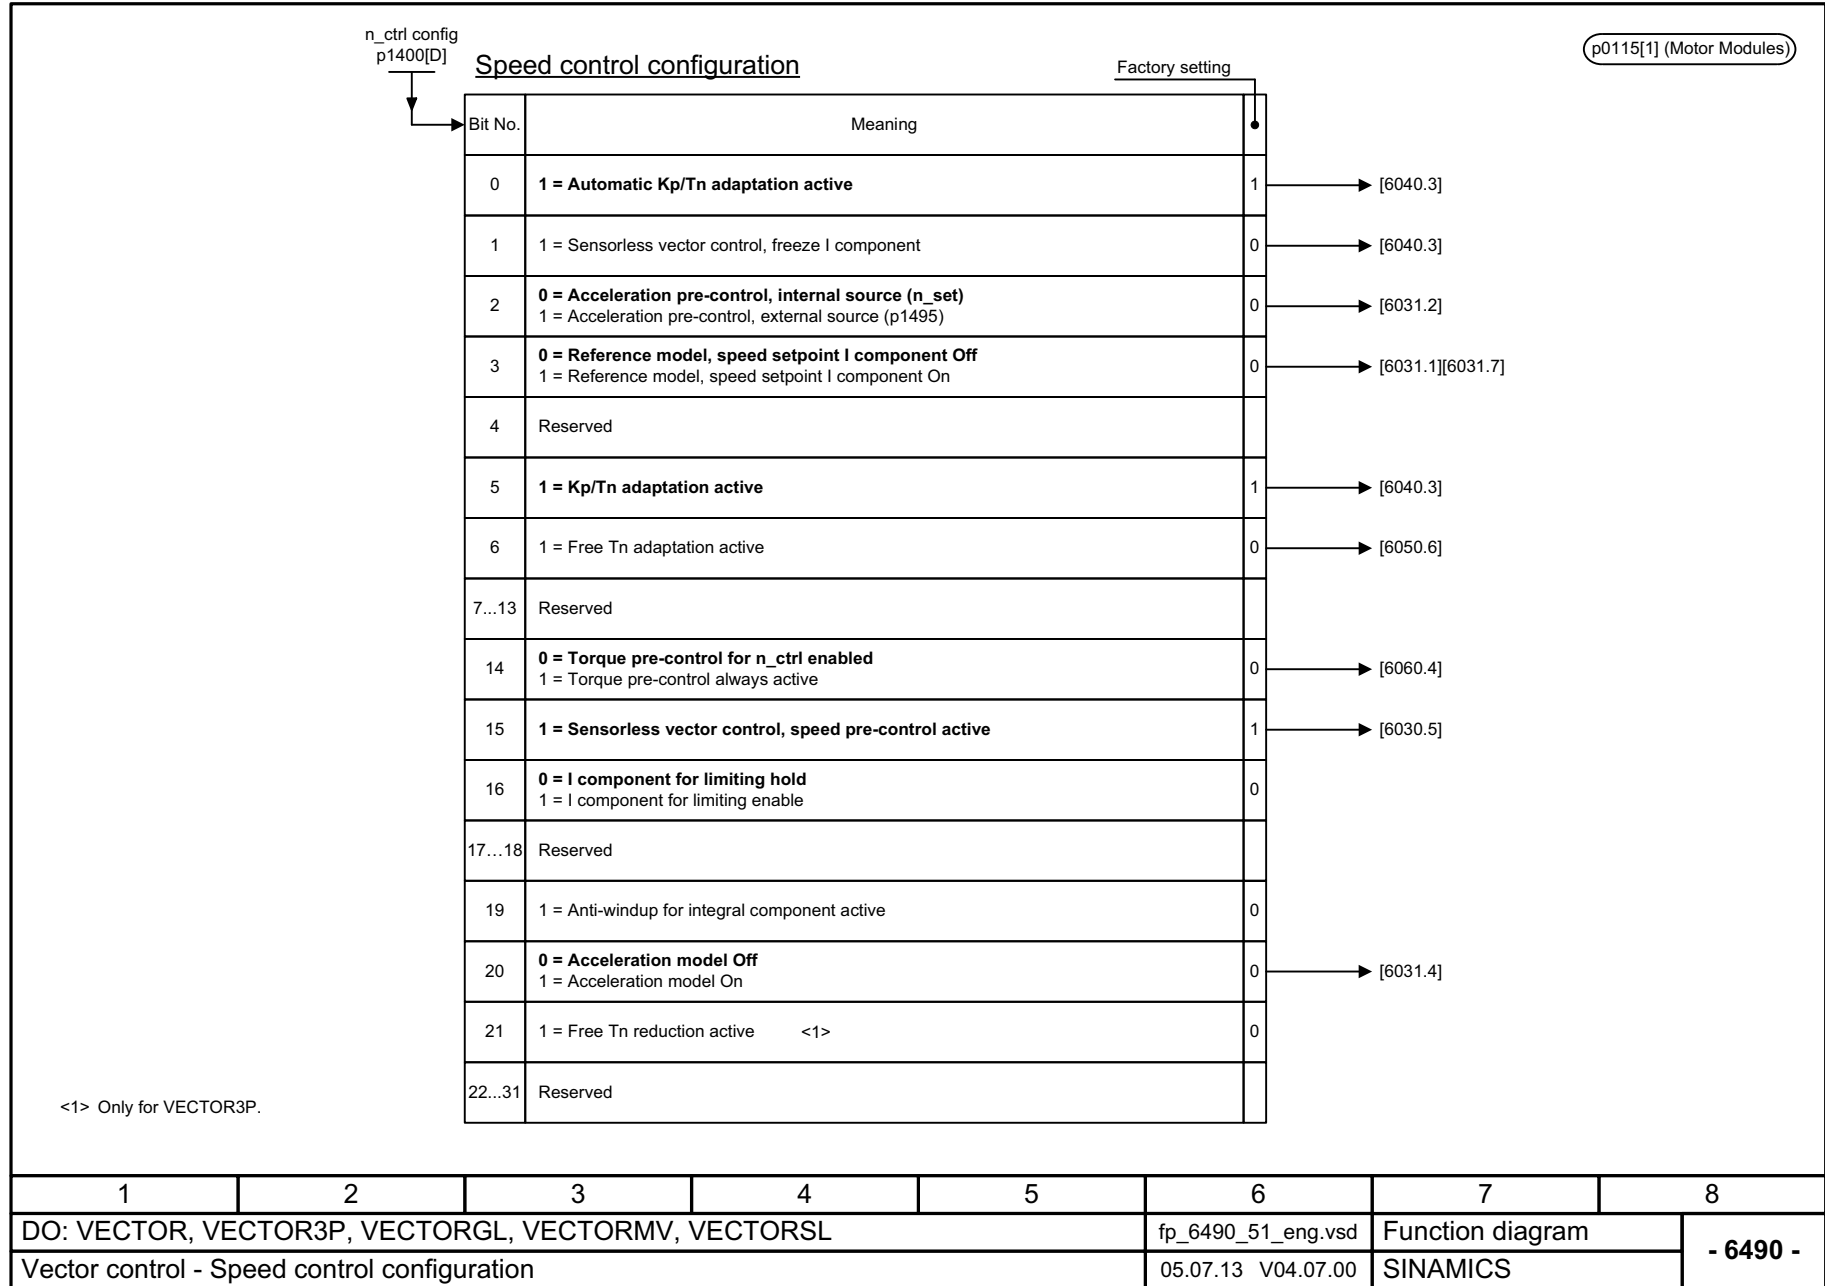 n_ctrl config
p1400[D]
Speed control configuration
Factory setting
p0115[1] (Motor Modules)
Bit No. Meaning
0 1 = Automatic Kp/Tn adaptation active 1 [6040.3]
1 1 = Sensorless vector control, freeze I component 0 [6040.3]
2 0 = Acceleration pre-control, internal source (n_set)
1 = Acceleration pre-control, external source (p1495) 0 [6031.2]
3 0 = Reference model, speed setpoint I component Off
1 = Reference model, speed setpoint I component On 0 [6031.1][6031.7]
4 Reserved
5 1 = Kp/Tn adaptation active 1 [6040.3]
6 1 = Free Tn adaptation active 0 [6050.6]
7...13 Reserved
14 0 = Torque pre-control for n_ctrl enabled
1 = Torque pre-control always active 0 [6060.4]
15 1 = Sensorless vector control, speed pre-control active 1 [6030.5]
16 0 = I component for limiting hold
1 = I component for limiting enable 0
17…18 Reserved
19 1 = Anti-windup for integral component active 0
20 0 = Acceleration model Off
1 = Acceleration model On 0 [6031.4]
21 1 = Free Tn reduction active <1> 0
22...31 Reserved
<1> Only for VECTOR3P.
1 2 3 4 5 6 7 8
DO: VECTOR, VECTOR3P, VECTORGL, VECTORMV, VECTORSL fp_6490_51_eng.vsd Function diagram
- 6490 -
Vector control - Speed control configuration 05.07.13 V04.07.00 SINAMICS